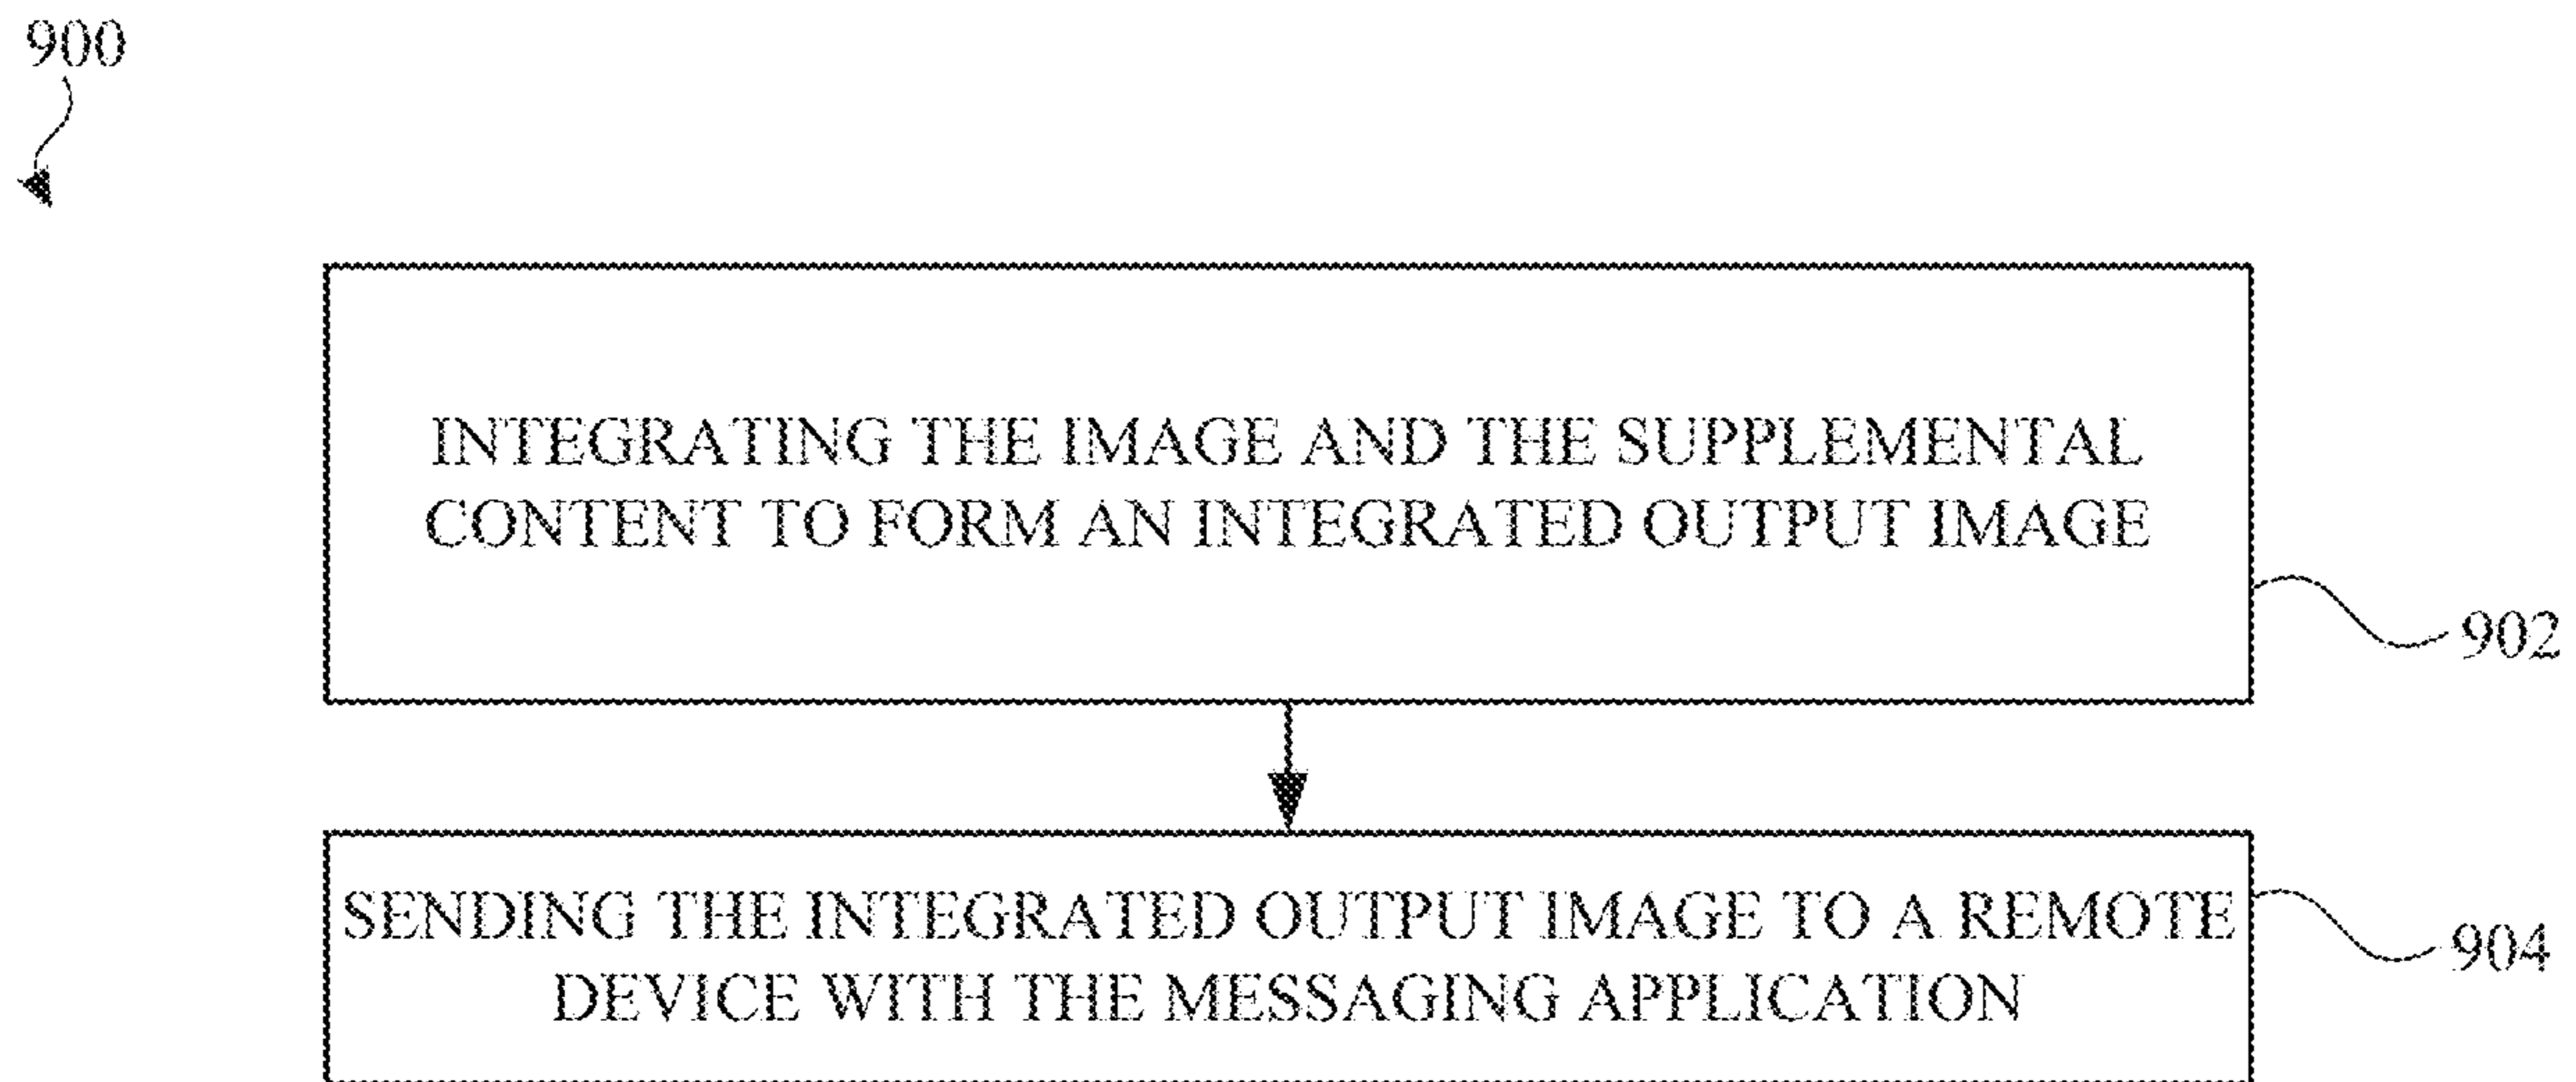 900
INTEGRATING THE IMAGE AND THE SUPPLEMENTAL
CONTENT TO FORM AN INTEGRATED OUTPUT IMAGE
902
SENDING THE INTEGRATED OUTPUT IMAGE TO A REMOTE
DEVICE WITH THE MESSAGING APPLICATION
904